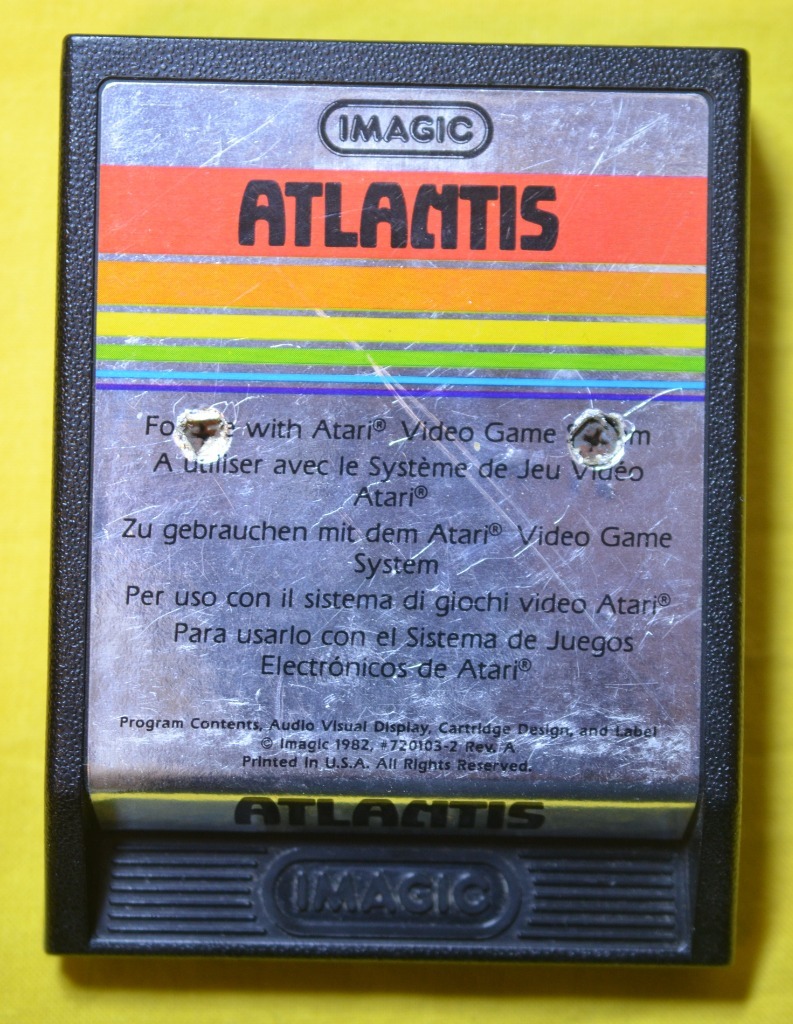 IMAGIC
ATLANTIS
with Atari® Video Game
A utiliser avec le Système de Jeu Vidéo
Atari®
Zu gebrauchen mit dem Atari® Video Game
System
Per uso con il sistema di giochi video Atari®
Para usarlo con el Sistema de Juegos
Electrónicos de Atari®
Program Contents, Audio Visual Display, Cartridge Design, and Label
© Imagic 1982, #720103-2 Rev. A
Printed in U.S.A. All Rights Reserved.
ATLANTIS
IMAGIC